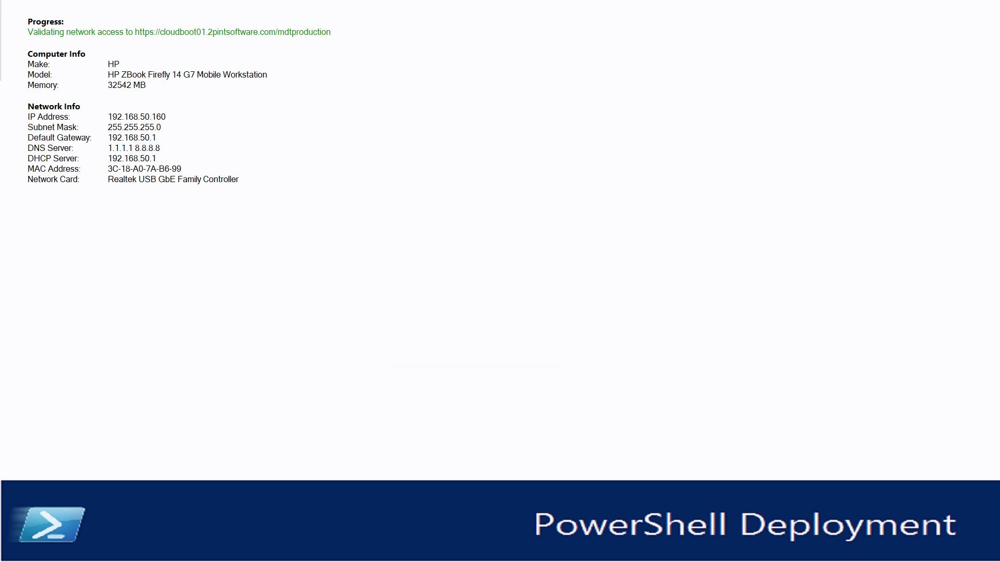 Progress:
Validating network access to https://cloudboot01.2pintsoftware.com/mdtproduction
Computer Info
Make: HP
Model: HP ZBook Firefly 14 G7 Mobile Workstation
Memory: 32542 MB
Network Info
IP Address: 192.168.50.160
Subnet Mask: 255.255.255.0
Default Gateway: 192.168.50.1
DNS Server: 1.1.1.1 8.8.8.8
DHCP Server: 192.168.50.1
MAC Address: 3C-18-A0-7A-B6-99
Network Card: Realtek USB GbE Family Controller
PowerShell Deployment